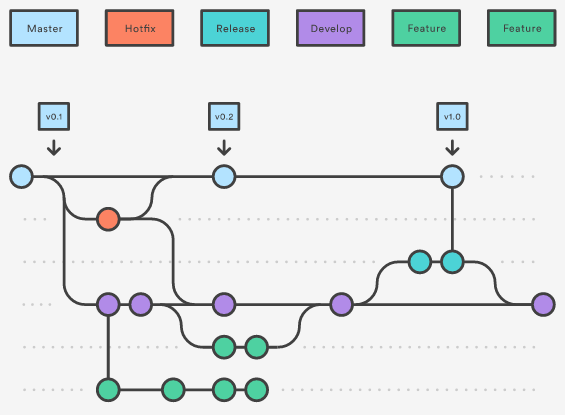 Master
Hotfix
Release
Develop
Feature
Feature
v0.1
v0.2
v1.0